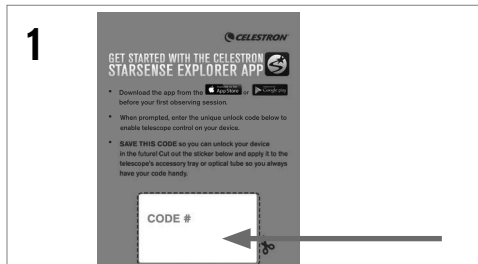 1
CELESTRON
GET STARTED WITH THE CELESTRON
STARSENSE EXPLORER APP
• Download the app from the App Store or Google play
before your first observing session.
• When prompted, enter the unique unlock code below to
enable telescope control on your device.
• SAVE THIS CODE so you can unlock your device
in the future! Cut out the sticker below and apply it to the
telescope's accessory tray or optical tube so you always
have your code handy.
CODE #